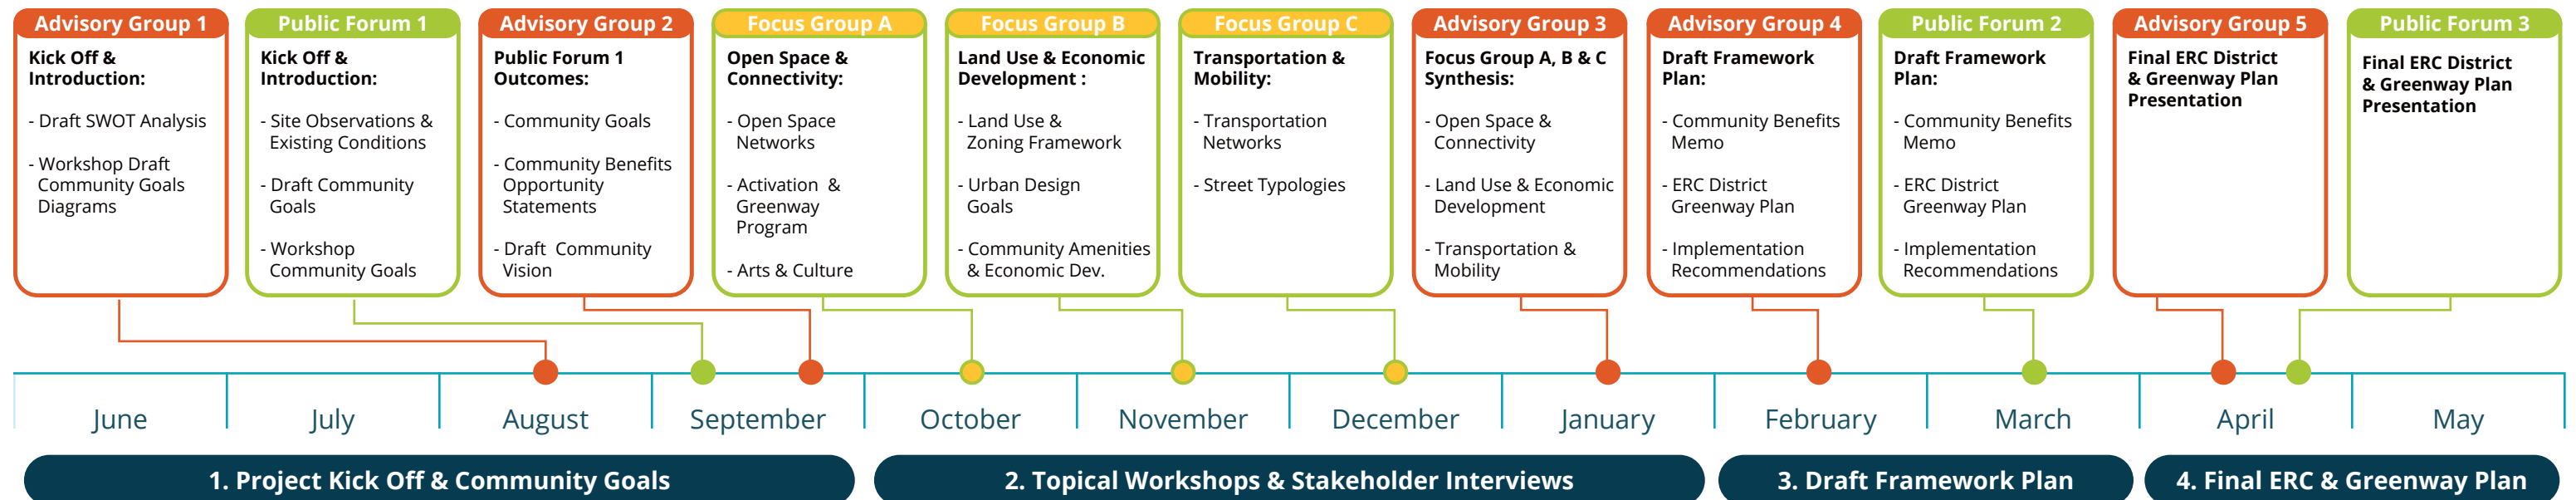 Advisory Group 1
Kick Off &
Introduction:
- Draft SWOT Analysis
- Workshop Draft
Community Goals
Diagrams
Public Forum 1
Kick Off &
Introduction:
- Site Observations &
Existing Conditions
- Draft Community
Goals
- Workshop
Community Goals
Advisory Group 2
Public Forum 1
Outcomes:
- Community Goals
- Community Benefits
Opportunity
Statements
- Draft Community
Vision
Focus Group A
Open Space &
Connectivity:
- Open Space
Networks
- Activation &
Greenway
Program
- Arts & Culture
Focus Group B
Land Use & Economic
Development :
- Land Use &
Zoning Framework
- Urban Design
Goals
- Community Amenities
& Economic Dev.
Focus Group C
Transportation &
Mobility:
- Transportation
Networks
- Street Typologies
Advisory Group 3
Focus Group A, B & C
Synthesis:
- Open Space &
Connectivity
- Land Use & Economic
Development
- Transportation &
Mobility
Advisory Group 4
Draft Framework
Plan:
- Community Benefits
Memo
- ERC District
Greenway Plan
- Implementation
Recommendations
Public Forum 2
Draft Framework
Plan:
- Community Benefits
Memo
- ERC District
Greenway Plan
- Implementation
Recommendations
Advisory Group 5
Final ERC District
& Greenway Plan
Presentation
Public Forum 3
Final ERC District
& Greenway Plan
Presentation
June
July
August
September
October
November
December
January
February
March
April
May
1. Project Kick Off & Community Goals
2. Topical Workshops & Stakeholder Interviews
3. Draft Framework Plan
4. Final ERC & Greenway Plan